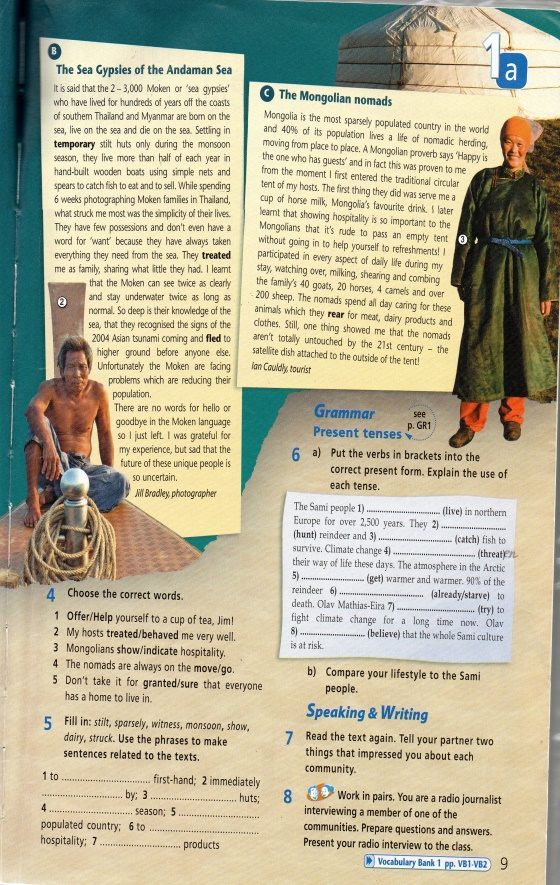 1a
B
The Sea Gypsies of the Andaman Sea
It is said that the 2 – 3,000 Moken or 'sea gypsies'
who have lived for hundreds of years off the coasts
of southern Thailand and Myanmar are born on the
sea, live on the sea and die on the sea. Settling in
temporary stilt huts only during the monsoon
season, they live more than half of each year in
hand-built wooden boats using simple nets and
spears to catch fish to eat and to sell. While spending
6 weeks photographing Moken families in Thailand,
what struck me most was the simplicity of their lives.
They have few possessions and don't even have a
word for 'want' because they have always taken
everything they need from the sea. They treated
me as family, sharing what little they had. I learnt
that the Moken can see twice as clearly
and stay underwater twice as long as
normal. So deep is their knowledge of the
sea, that they recognised the signs of the
2004 Asian tsunami coming and fled to
higher ground before anyone else.
Unfortunately the Moken are facing
problems which are reducing their
population.
There are no words for hello or
goodbye in the Moken language
so I just left. I was grateful for
my experience, but sad that the
future of these unique people is
so uncertain.
Jill Bradley, photographer
2
C The Mongolian nomads
Mongolia is the most sparsely populated country in the world
and 40% of its population lives a life of nomadic herding,
moving from place to place. A Mongolian proverb says 'Happy is
the one who has guests' and in fact this was proven to me
from the moment I first entered the traditional circular
tent of my hosts. The first thing they did was serve me a
cup of horse milk, Mongolia's favourite drink. I later
learnt that showing hospitality is so important to the
Mongolians that it's rude to pass an empty tent
without going in to help yourself to refreshments! I
participated in every aspect of daily life during my
stay, watching over, milking, shearing and combing
the family's 40 goats, 20 horses, 4 camels and over
200 sheep. The nomads spend all day caring for these
animals which they rear for meat, dairy products and
clothes. Still, one thing showed me that the nomads
aren't totally untouched by the 21st century – the
satellite dish attached to the outside of the tent!
Ian Cauldly, tourist
3
4 Choose the correct words.
1 Offer/Help yourself to a cup of tea, Jim!
2 My hosts treated/behaved me very well.
3 Mongolians show/indicate hospitality.
4 The nomads are always on the move/go.
5 Don't take it for granted/sure that everyone
has a home to live in.
5 Fill in: stilt, sparsely, witness, monsoon, show,
dairy, struck. Use the phrases to make
sentences related to the texts.
1 to .............................. first-hand; 2 immediately
.......................... by; 3 .............................. huts;
4 .............................. season; 5 ..........................
populated country; 6 to ....................................
hospitality; 7 .............................. products
Grammar
Present tenses
see
p. GR1
6 a) Put the verbs in brackets into the
correct present form. Explain the use of
each tense.
The Sami people 1) .............................. (live) in northern
Europe for over 2,500 years. They 2) ......................
(hunt) reindeer and 3) .......................... (catch) fish to
survive. Climate change 4) .......................... (threaten)
their way of life these days. The atmosphere in the Arctic
5) ...................... (get) warmer and warmer. 90% of the
reindeer 6) .............................. (already/starve) to
death. Olav Mathias-Eira 7) .......................... (try) to
fight climate change for a long time now. Olav
8) .......................... (believe) that the whole Sami culture
is at risk.
b) Compare your lifestyle to the Sami
people.
Speaking & Writing
7 Read the text again. Tell your partner two
things that impressed you about each
community.
8 Work in pairs. You are a radio journalist
interviewing a member of one of the
communities. Prepare questions and answers.
Present your radio interview to the class.
Vocabulary Bank 1 pp. VB1-VB2
9